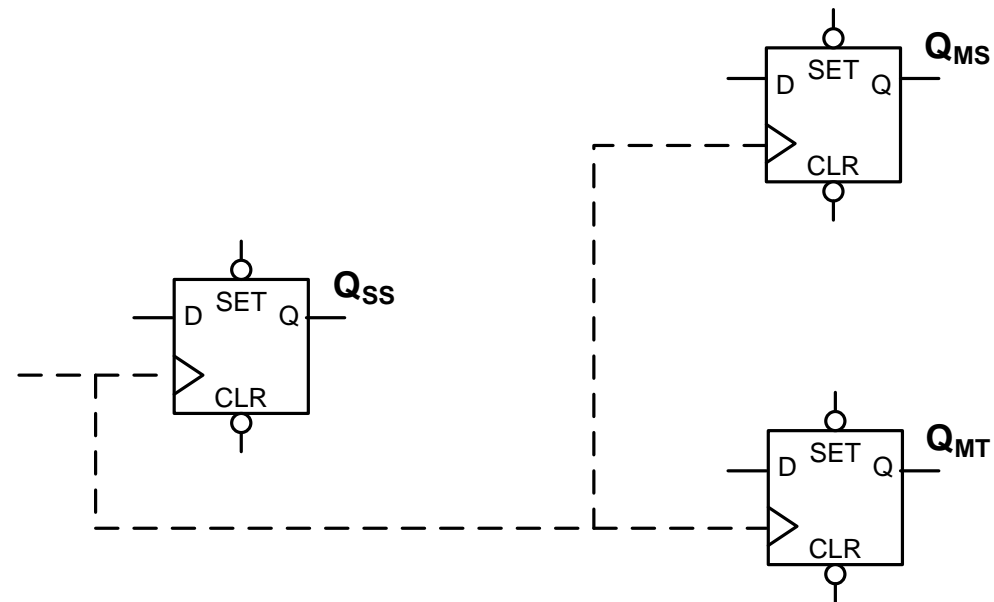 Q_MS
SET
D Q
CLR
Q_SS
SET
D Q
CLR
Q_MT
SET
D Q
CLR